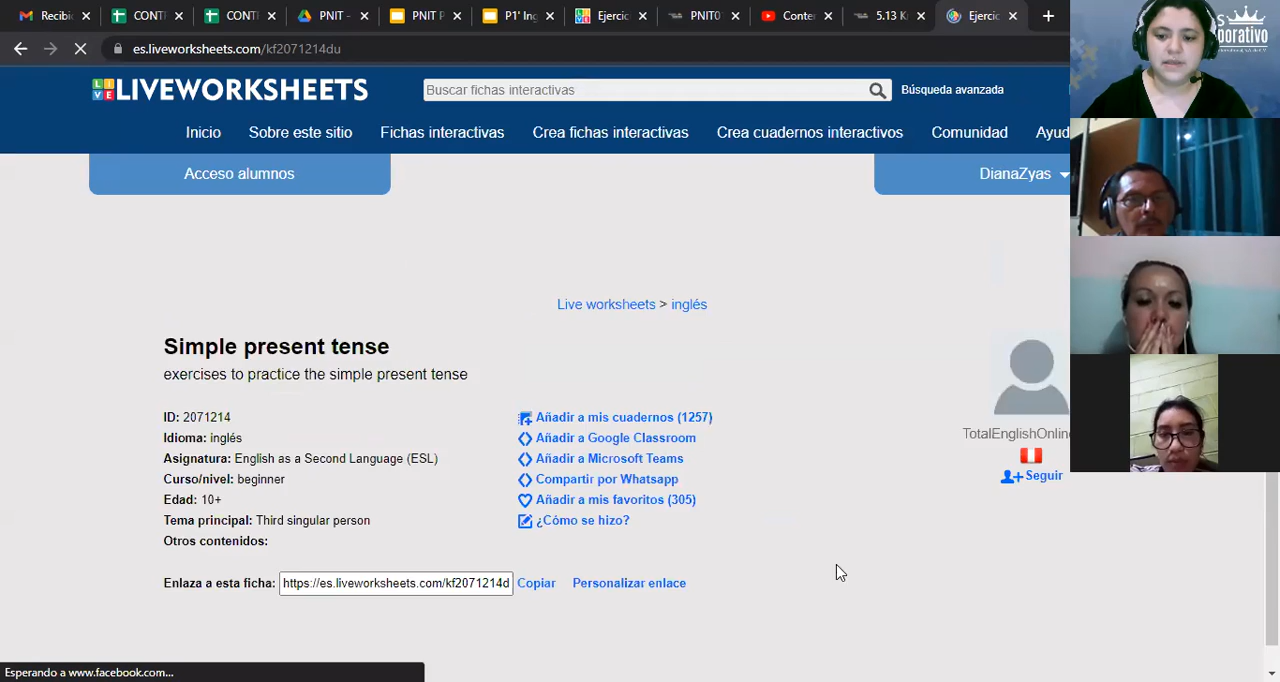 Recibid
CONTI
CONTI
PNIT -
PNIT P
P1' Ing
Ejercic
PNIT0
Conte
5.13 K
Ejercic
es.liveworksheets.com/kf2071214du
LIVE
LIVEWORKSHEETS
Buscar fichas interactivas
Búsqueda avanzada
Inicio
Sobre este sitio
Fichas interactivas
Crea fichas interactivas
Crea cuadernos interactivos
Comunidad
Ayud
Acceso alumnos
DianaZyas
Live worksheets > inglés
Simple present tense
exercises to practice the simple present tense
ID: 2071214
Idioma: inglés
Asignatura: English as a Second Language (ESL)
Curso/nivel: beginner
Edad: 10+
Tema principal: Third singular person
Otros contenidos:
Añadir a mis cuadernos (1257)
Añadir a Google Classroom
Añadir a Microsoft Teams
Compartir por Whatsapp
Añadir a mis favoritos (305)
¿Cómo se hizo?
TotalEnglishOnline
Seguir
Enlaza a esta ficha: https://es.liveworksheets.com/kf2071214d Copiar Personalizar enlace
Esperando a www.facebook.com...